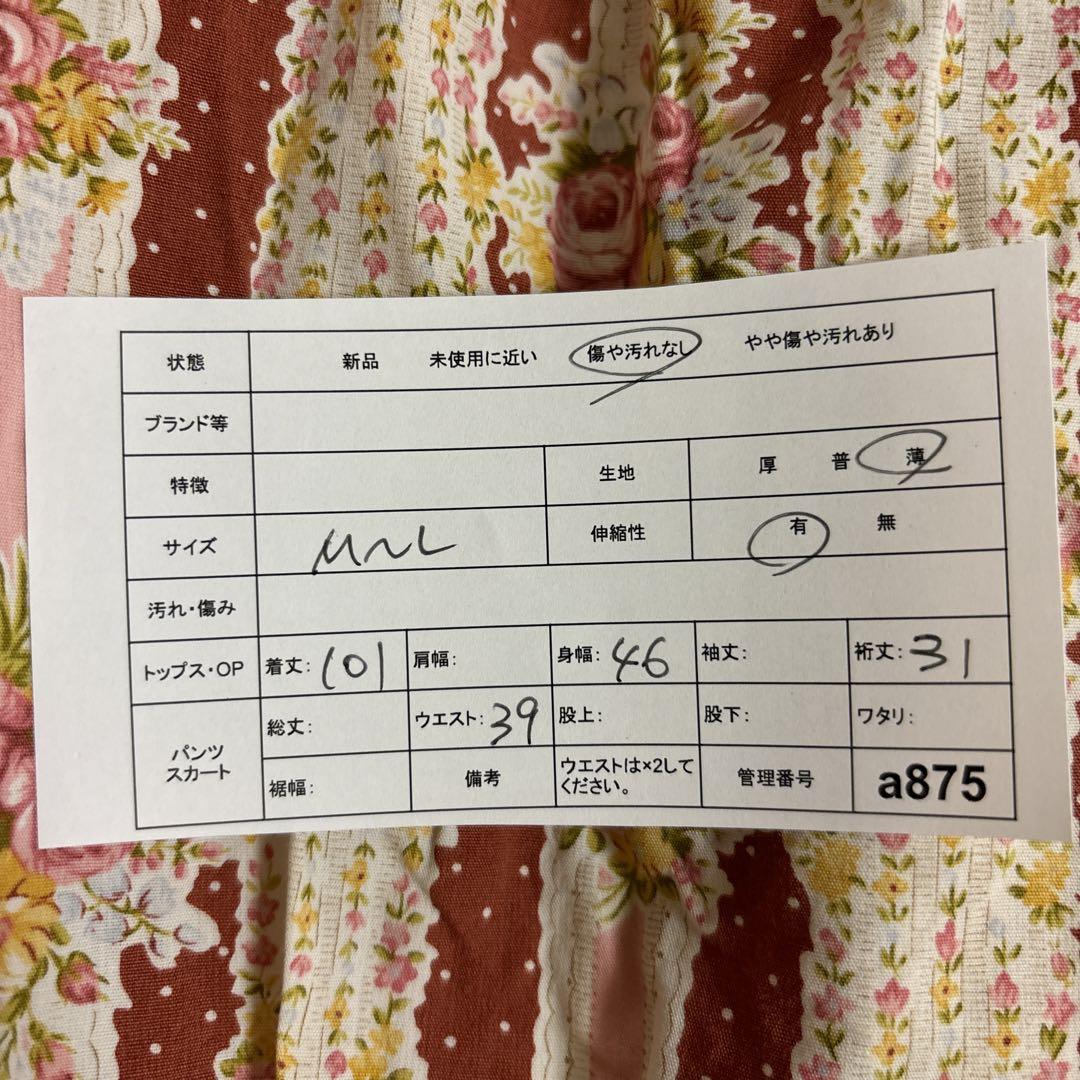 状態 新品 未使用に近い 傷や汚れなし やや傷や汚れあり
ブランド等
特徴 生地 厚 普 薄
サイズ M～L 伸縮性 有 無
汚れ・傷み
トップス・OP 着丈: 101 肩幅: 身幅: 46 袖丈: 裄丈: 31
パンツ
スカート
総丈: ウエスト: 39 股上: 股下: ワタリ:
裾幅: 備考 ウエストは×2して
ください。 管理番号 a875